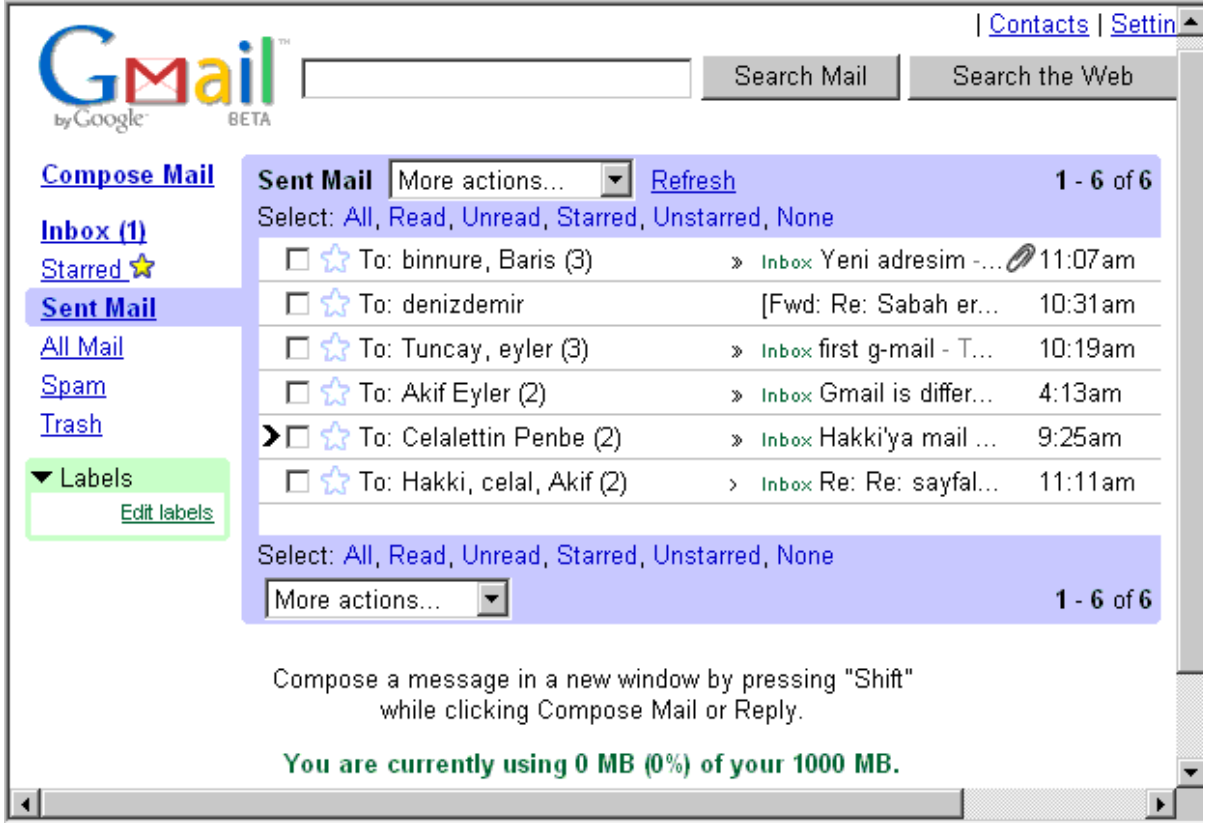 | Contacts | Settin
Gmail™ Search Mail Search the Web
by Google™ BETA
Compose Mail
Sent Mail More actions... Refresh 1 - 6 of 6
Select: All, Read, Unread, Starred, Unstarred, None
Inbox (1)
Starred
Sent Mail
All Mail
Spam
Trash
Labels
Edit labels
To: binnure, Baris (3) » Inbox Yeni adresim -... 11:07am
To: denizdemir [Fwd: Re: Sabah er... 10:31am
To: Tuncay, eyler (3) » Inbox first g-mail - T... 10:19am
To: Akif Eyler (2) » Inbox Gmail is differ... 4:13am
To: Celalettin Penbe (2) » Inbox Hakki'ya mail ... 9:25am
To: Hakki, celal, Akif (2) › Inbox Re: Re: sayfal... 11:11am
Select: All, Read, Unread, Starred, Unstarred, None
More actions... 1 - 6 of 6
Compose a message in a new window by pressing "Shift"
while clicking Compose Mail or Reply.
You are currently using 0 MB (0%) of your 1000 MB.